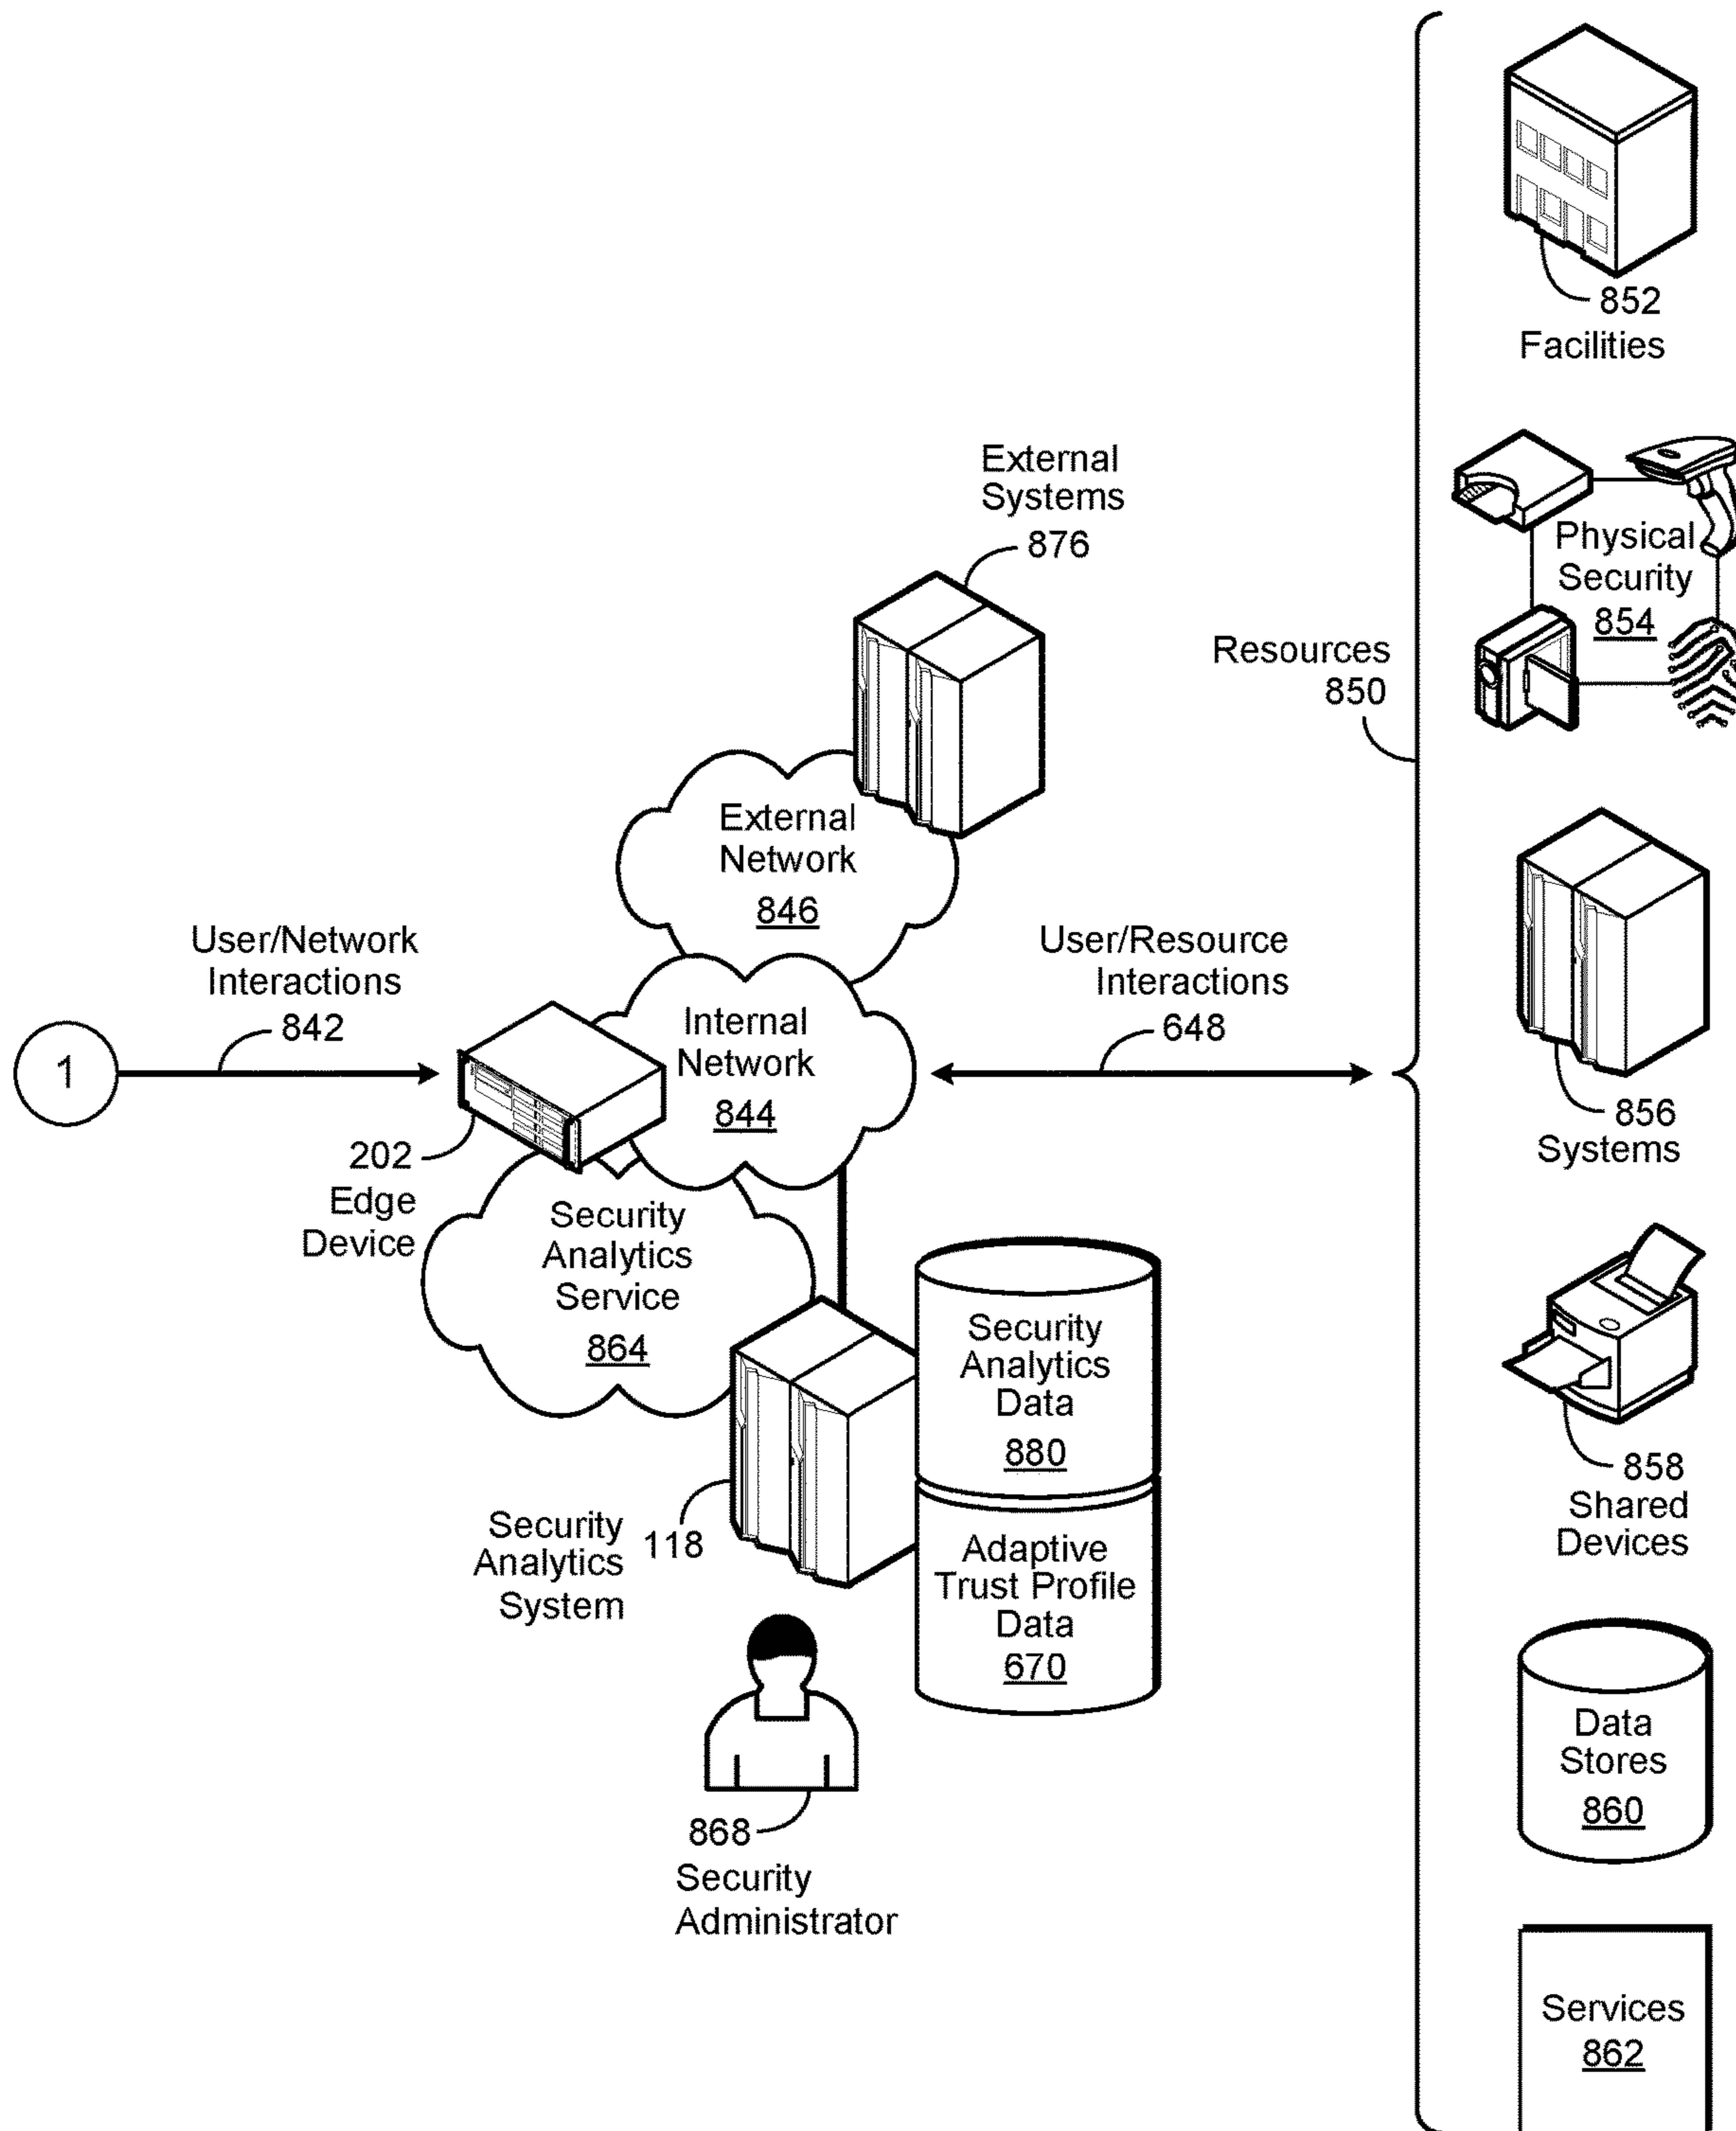 852
Facilities
External
Systems
876
Physical
Security
854
Resources
850
External
Network
846
User/Network
Interactions
842
User/Resource
Interactions
648
1
Internal
Network
844
856
Systems
202
Edge
Device
Security
Analytics
Service
864
Security
Analytics
Data
880
858
Shared
Devices
Security
Analytics
System
118
Adaptive
Trust Profile
Data
670
Data
Stores
860
868
Security
Administrator
Services
862